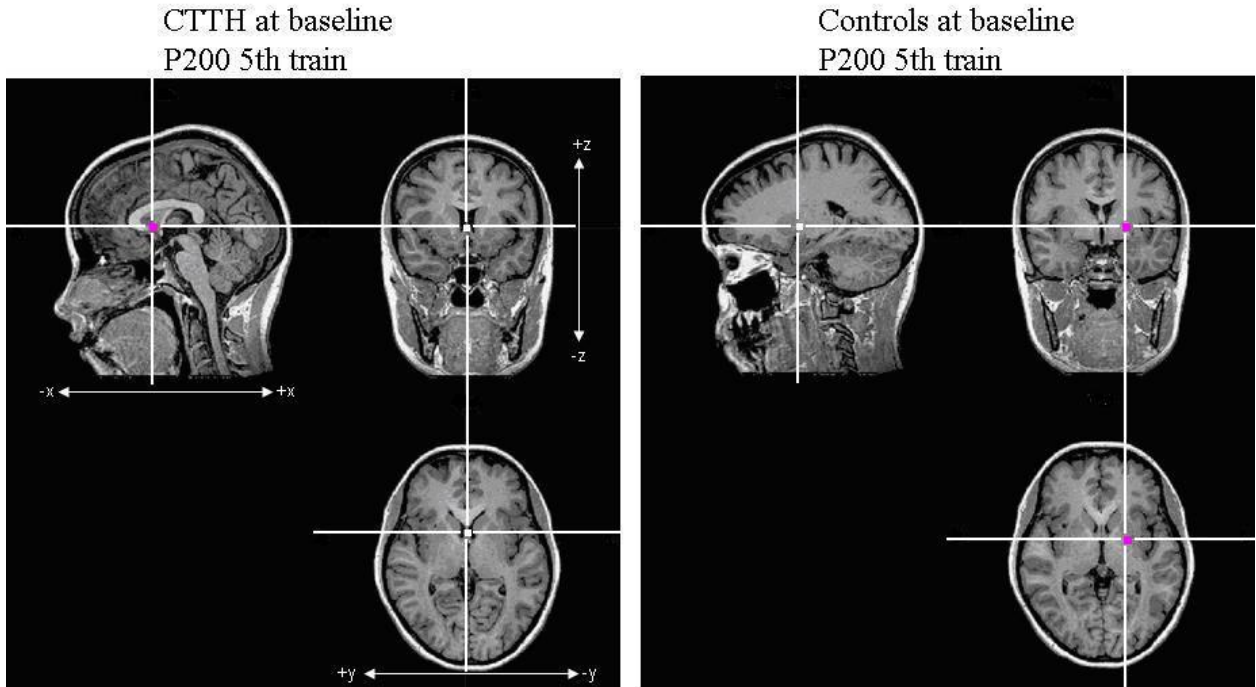 CTTH at baseline
P200 5th train
Controls at baseline
P200 5th train
+z
-z
-x
+x
+y
-y